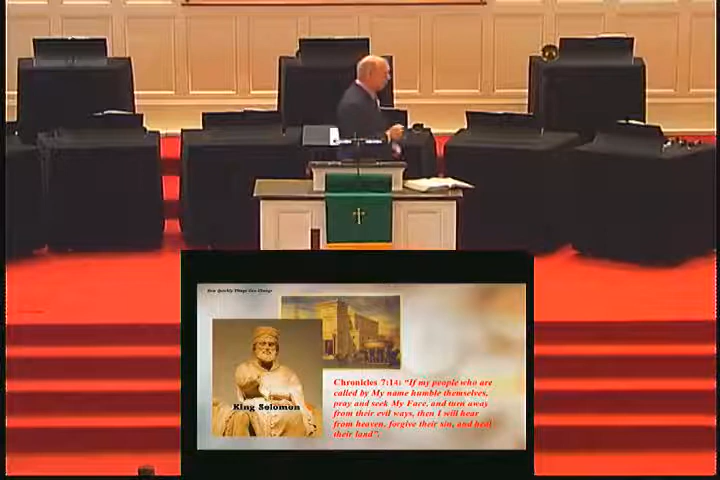 How Quickly Things Can Change
King Solomon
Chronicles 7:14: "If my people who are
called by My name humble themselves,
pray and seek My Face, and turn away
from their evil ways, then I will hear
from heaven, forgive their sin, and heal
their land".